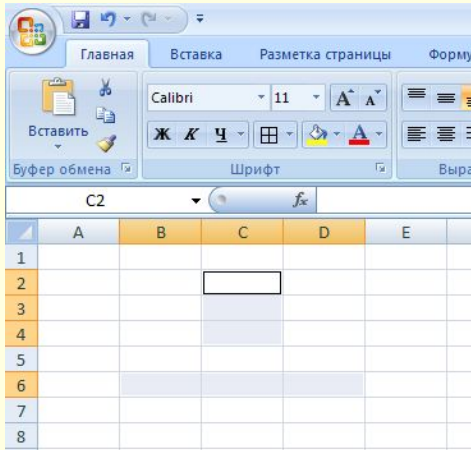 Главная Вставка Разметка страницы Форму
Calibri 11 А А
Вставить
Ж К Ч А
Буфер обмена Шрифт Выра
C2 fx
A B C D E
1
2
3
4
5
6
7
8